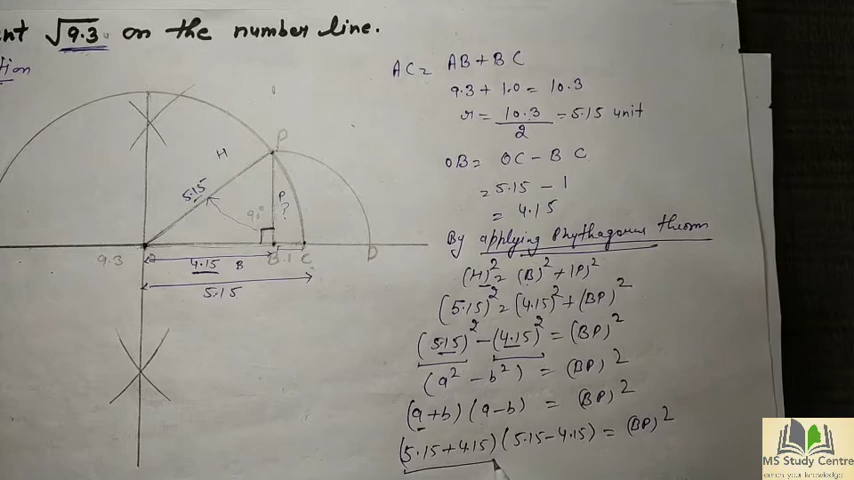 nt √9.3 on the number line.
tion
AC = AB + BC
9.3 + 1.0 = 10.3
r = 10.3/2 = 5.15 unit
OB = OC - BC
= 5.15 - 1
= 4.15
By applying Phythagorus theorm
(H)² = (B)² + (P)²
(5.15)² = (4.15)² + (BP)²
(5.15)² - (4.15)² = (BP)²
(a² - b²) = (BP)²
(a+b) (a-b) = (BP)²
(5.15+4.15) (5.15-4.15) = (BP)²
P
H
5.15
P
90
?
9.3
B 1 C
D
4.15 B
5.15
MS Study Centre